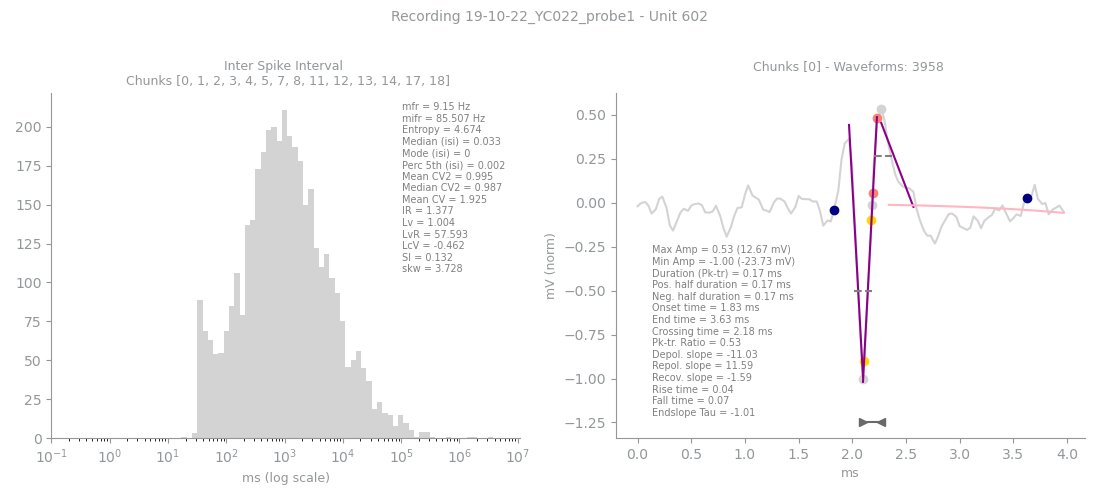 Recording 19-10-22_YC022_probe1 - Unit 602
Inter Spike Interval
Chunks [0, 1, 2, 3, 4, 5, 7, 8, 11, 12, 13, 14, 17, 18]
mfr = 9.15 Hz
mifr = 85.507 Hz
Entropy = 4.674
Median (isi) = 0.033
Mode (isi) = 0
Perc 5th (isi) = 0.002
Mean CV2 = 0.995
Median CV2 = 0.987
Mean CV = 1.925
IR = 1.377
Lv = 1.004
LvR = 57.593
LcV = -0.462
SI = 0.132
skw = 3.728
200
175
150
125
100
75
50
25
0
10⁻¹ 10⁰ 10¹ 10² 10³ 10⁴ 10⁵ 10⁶ 10⁷
ms (log scale)
Chunks [0] - Waveforms: 3958
mV (norm)
0.50
0.25
0.00
−0.25
−0.50
−0.75
−1.00
−1.25
Max Amp = 0.53 (12.67 mV)
Min Amp = -1.00 (-23.73 mV)
Duration (Pk-tr) = 0.17 ms
Pos. half duration = 0.17 ms
Neg. half duration = 0.17 ms
Onset time = 1.83 ms
End time = 3.63 ms
Crossing time = 2.18 ms
Pk-tr. Ratio = 0.53
Depol. slope = -11.03
Repol. slope = 11.59
Recov. slope = -1.59
Rise time = 0.04
Fall time = 0.07
Endslope Tau = -1.01
0.0 0.5 1.0 1.5 2.0 2.5 3.0 3.5 4.0
ms